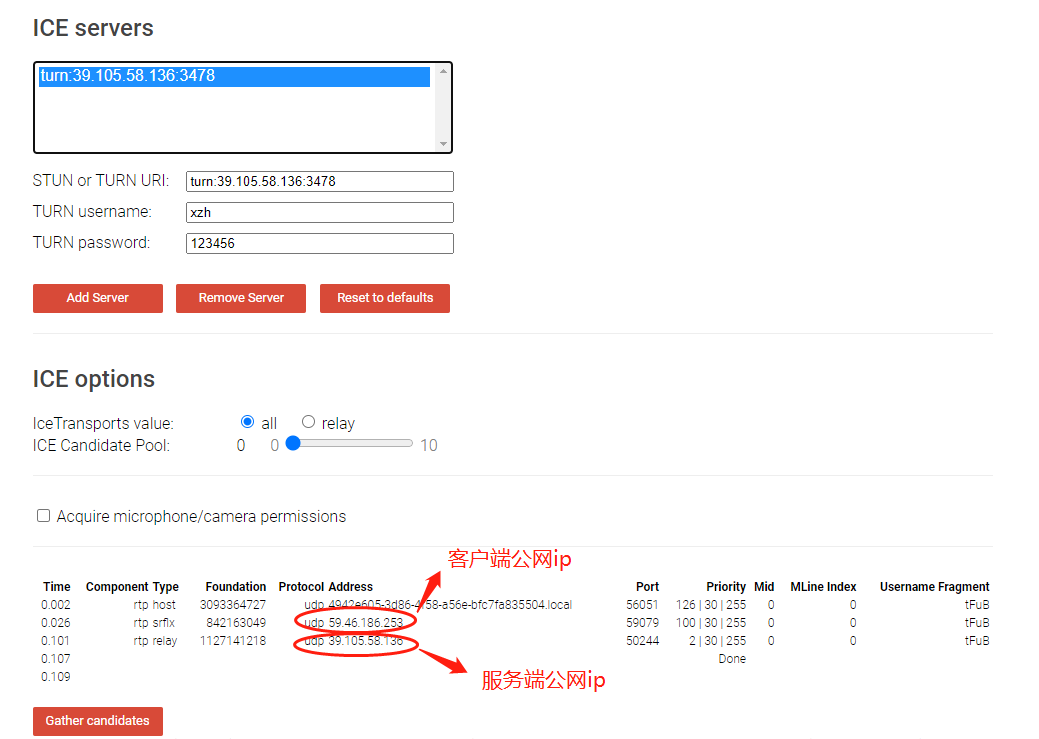 ICE servers
turn:39.105.58.136:3478
STUN or TURN URI: turn:39.105.58.136:3478
TURN username: xzh
TURN password: 123456
Add Server Remove Server Reset to defaults
ICE options
IceTransports value: all relay
ICE Candidate Pool: 0 0 10
Acquire microphone/camera permissions
客户端公网ip
Time Component Type Foundation Protocol Address Port Priority Mid MLine Index Username Fragment
0.002 rtp host 3093364727 udp 4942e605-3d86-4f58-a56e-bfc7fa835504.local 56051 126 | 30 | 255 0 0 tFuB
0.026 rtp srflx 842163049 udp 59.46.186.253 59079 100 | 30 | 255 0 0 tFuB
0.101 rtp relay 1127141218 udp 39.105.58.136 50244 2 | 30 | 255 0 0 tFuB
0.107 Done
0.109
服务端公网ip
Gather candidates